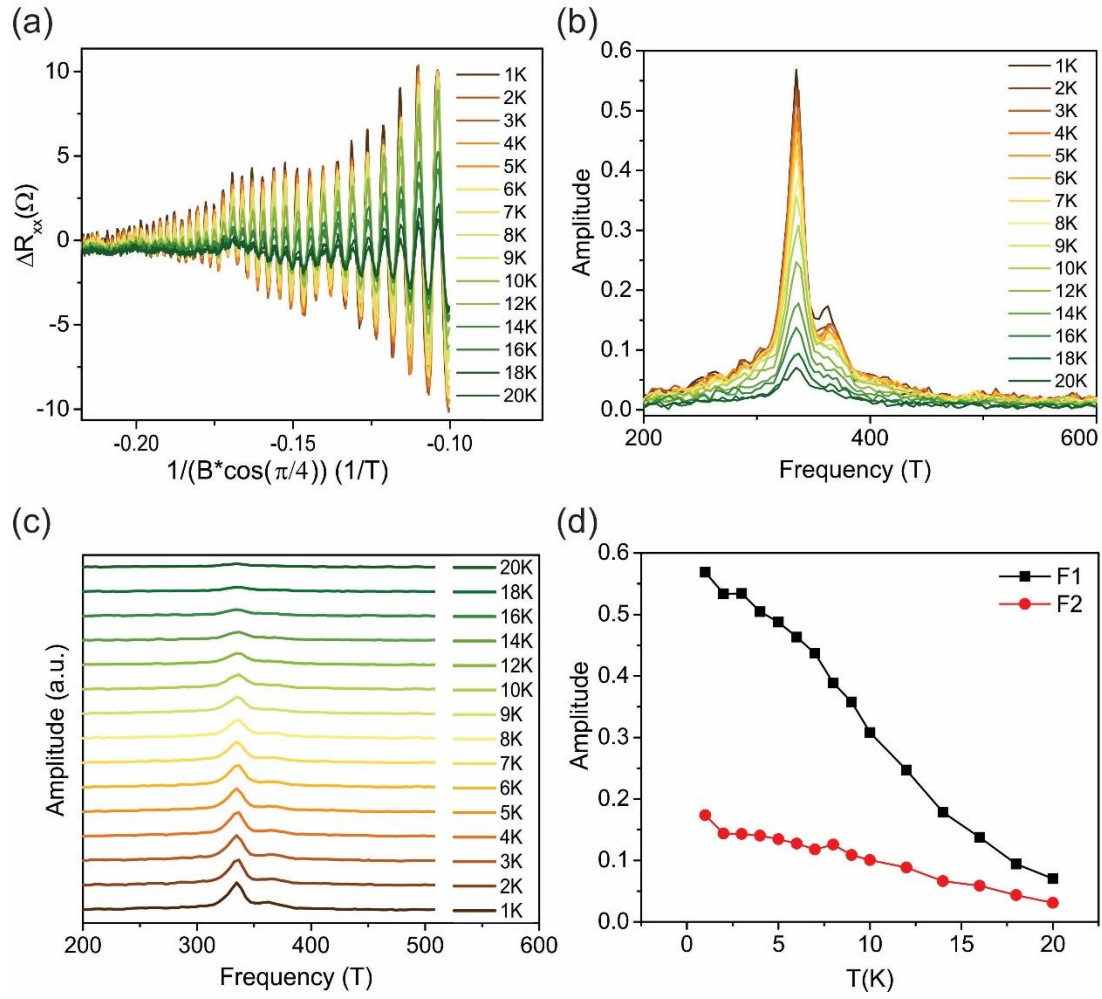 (a)
10
5
0
-5
-10
ΔRxx(Ω)
-0.20
-0.15
-0.10
1/(B*cos(π/4)) (1/T)
1K
2K
3K
4K
5K
6K
7K
8K
9K
10K
12K
14K
16K
18K
20K
(b)
0.6
0.5
0.4
0.3
0.2
0.1
0.0
Amplitude
200
400
600
Frequency (T)
1K
2K
3K
4K
5K
6K
7K
8K
9K
10K
12K
14K
16K
18K
20K
(c)
Amplitude (a.u.)
20K
18K
16K
14K
12K
10K
9K
8K
7K
6K
5K
4K
3K
2K
1K
200
300
400
500
600
Frequency (T)
(d)
0.6
0.5
0.4
0.3
0.2
0.1
0.0
Amplitude
F1
F2
0
5
10
15
20
T(K)